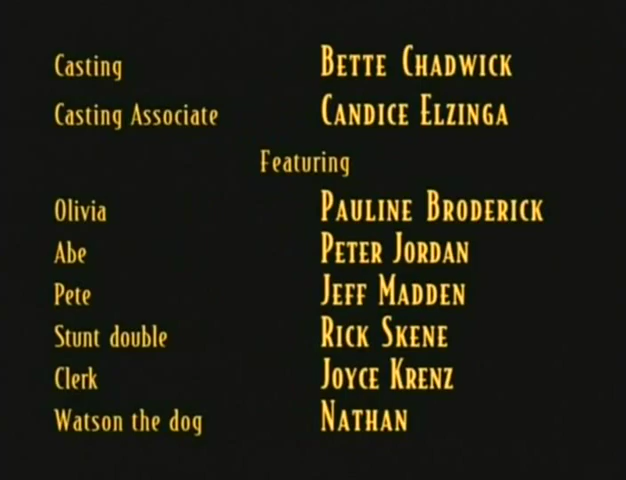 Casting BETTE CHADWICK
Casting Associate CANDICE ELZINGA
Featuring
Olivia PAULINE BRODERICK
Abe PETER JORDAN
Pete JEFF MADDEN
Stunt double RICK SKENE
Clerk JOYCE KRENZ
Watson the dog NATHAN